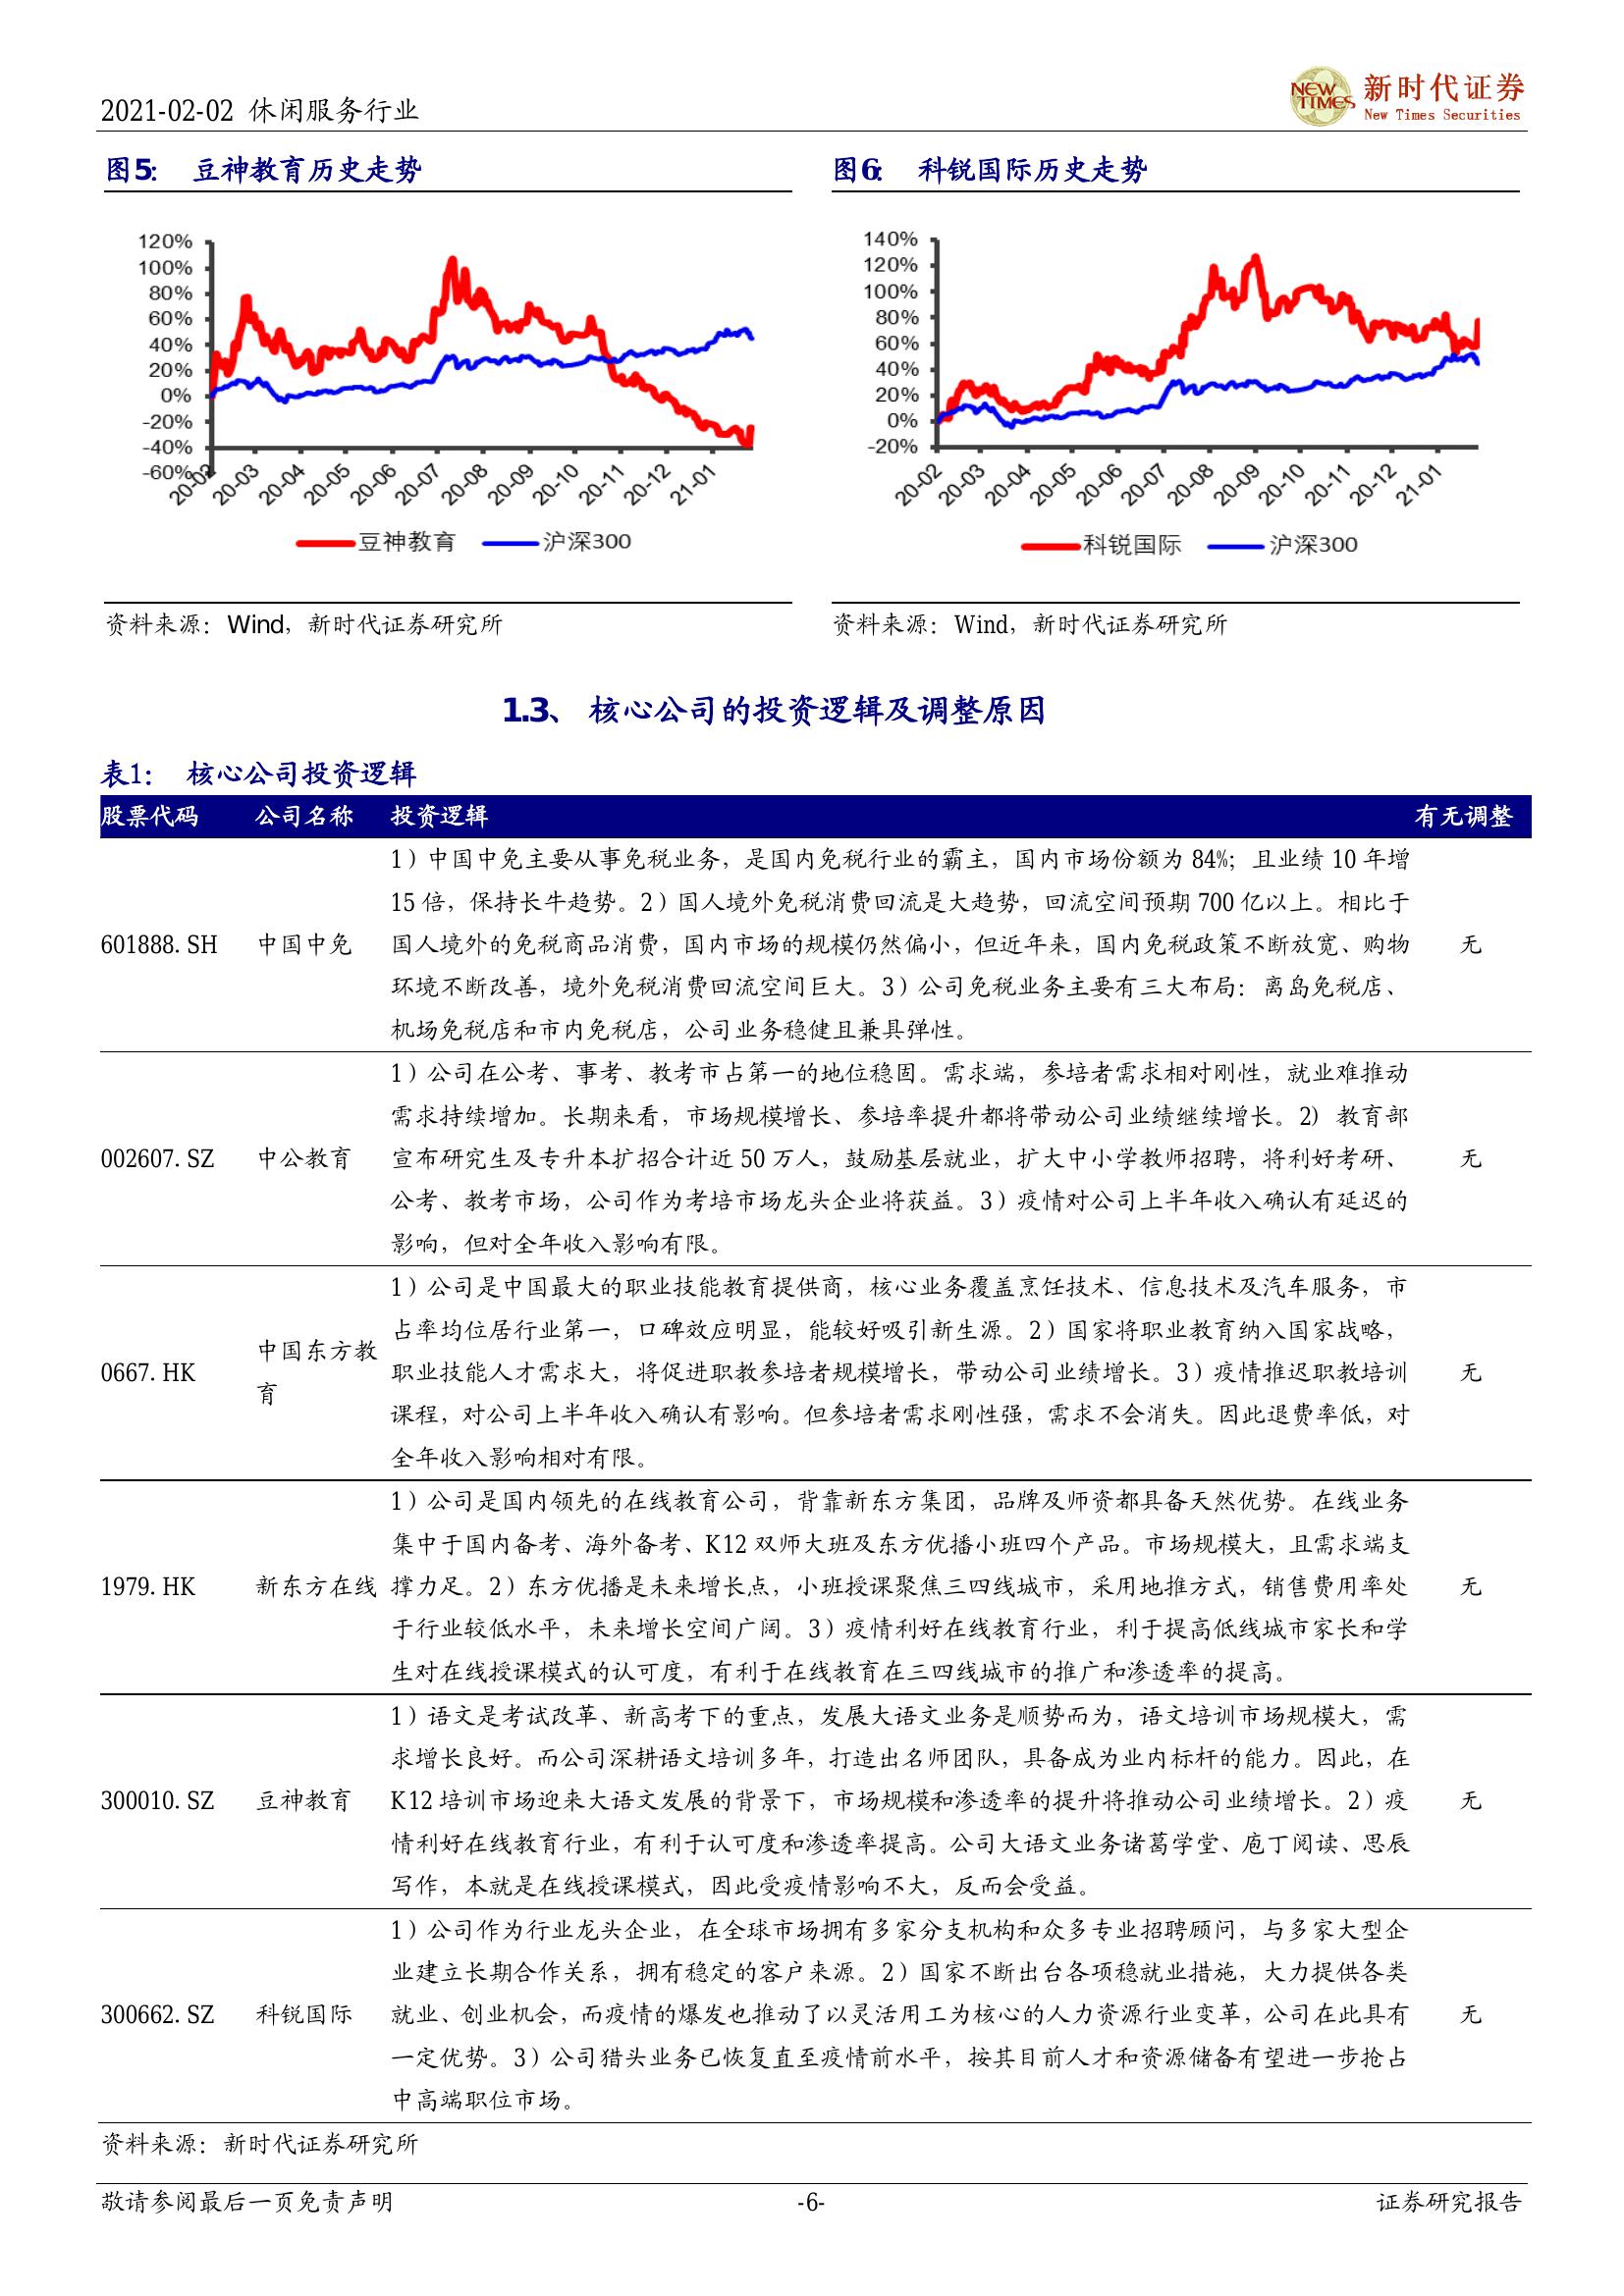 2021-02-02 休闲服务行业
NEW TIMES
新时代证券
New Times Securities
图5： 豆神教育历史走势
图6： 科锐国际历史走势
120%
100%
80%
60%
40%
20%
0%
-20%
-40%
-60%
20-02
20-03
20-04
20-05
20-06
20-07
20-08
20-09
20-10
20-11
20-12
21-01
豆神教育 沪深300
140%
120%
100%
80%
60%
40%
20%
0%
-20%
20-02
20-03
20-04
20-05
20-06
20-07
20-08
20-09
20-10
20-11
20-12
21-01
科锐国际 沪深300
资料来源：Wind，新时代证券研究所
资料来源：Wind，新时代证券研究所
1.3、 核心公司的投资逻辑及调整原因
表1： 核心公司投资逻辑
股票代码 公司名称 投资逻辑 有无调整
1）中国中免主要从事免税业务，是国内免税行业的霸主，国内市场份额为 84%；且业绩 10 年增
15 倍，保持长牛趋势。2）国人境外免税消费回流是大趋势，回流空间预期 700 亿以上。相比于
601888.SH 中国中免 国人境外的免税商品消费，国内市场的规模仍然偏小，但近年来，国内免税政策不断放宽、购物 无
环境不断改善，境外免税消费回流空间巨大。3）公司免税业务主要有三大布局：离岛免税店、
机场免税店和市内免税店，公司业务稳健且兼具弹性。
1）公司在公考、事考、教考市占第一的地位稳固。需求端，参培者需求相对刚性，就业难推动
需求持续增加。长期来看，市场规模增长、参培率提升都将带动公司业绩继续增长。2) 教育部
002607.SZ 中公教育 宣布研究生及专升本扩招合计近 50 万人，鼓励基层就业，扩大中小学教师招聘，将利好考研、 无
公考、教考市场，公司作为考培市场龙头企业将获益。3）疫情对公司上半年收入确认有延迟的
影响，但对全年收入影响有限。
1）公司是中国最大的职业技能教育提供商，核心业务覆盖烹饪技术、信息技术及汽车服务，市
占率均位居行业第一，口碑效应明显，能较好吸引新生源。2）国家将职业教育纳入国家战略，
0667.HK 中国东方教育 职业技能人才需求大，将促进职教参培者规模增长，带动公司业绩增长。3）疫情推迟职教培训 无
课程，对公司上半年收入确认有影响。但参培者需求刚性强，需求不会消失。因此退费率低，对
全年收入影响相对有限。
1）公司是国内领先的在线教育公司，背靠新东方集团，品牌及师资都具备天然优势。在线业务
集中于国内备考、海外备考、K12 双师大班及东方优播小班四个产品。市场规模大，且需求端支
1979.HK 新东方在线 撑力足。2）东方优播是未来增长点，小班授课聚焦三四线城市，采用地推方式，销售费用率处 无
于行业较低水平，未来增长空间广阔。3）疫情利好在线教育行业，利于提高低线城市家长和学
生对在线授课模式的认可度，有利于在线教育在三四线城市的推广和渗透率的提高。
1）语文是考试改革、新高考下的重点，发展大语文业务是顺势而为，语文培训市场规模大，需
求增长良好。而公司深耕语文培训多年，打造出名师团队，具备成为业内标杆的能力。因此，在
300010.SZ 豆神教育 K12 培训市场迎来大语文发展的背景下，市场规模和渗透率的提升将推动公司业绩增长。2）疫 无
情利好在线教育行业，有利于认可度和渗透率提高。公司大语文业务诸葛学堂、庖丁阅读、思辰
写作，本就是在线授课模式，因此受疫情影响不大，反而会受益。
1）公司作为行业龙头企业，在全球市场拥有多家分支机构和众多专业招聘顾问，与多家大型企
业建立长期合作关系，拥有稳定的客户来源。2）国家不断出台各项稳就业措施，大力提供各类
300662.SZ 科锐国际 就业、创业机会，而疫情的爆发也推动了以灵活用工为核心的人力资源行业变革，公司在此具有 无
一定优势。3）公司猎头业务已恢复直至疫情前水平，按其目前人才和资源储备有望进一步抢占
中高端职位市场。
资料来源：新时代证券研究所
敬请参阅最后一页免责声明 -6- 证券研究报告